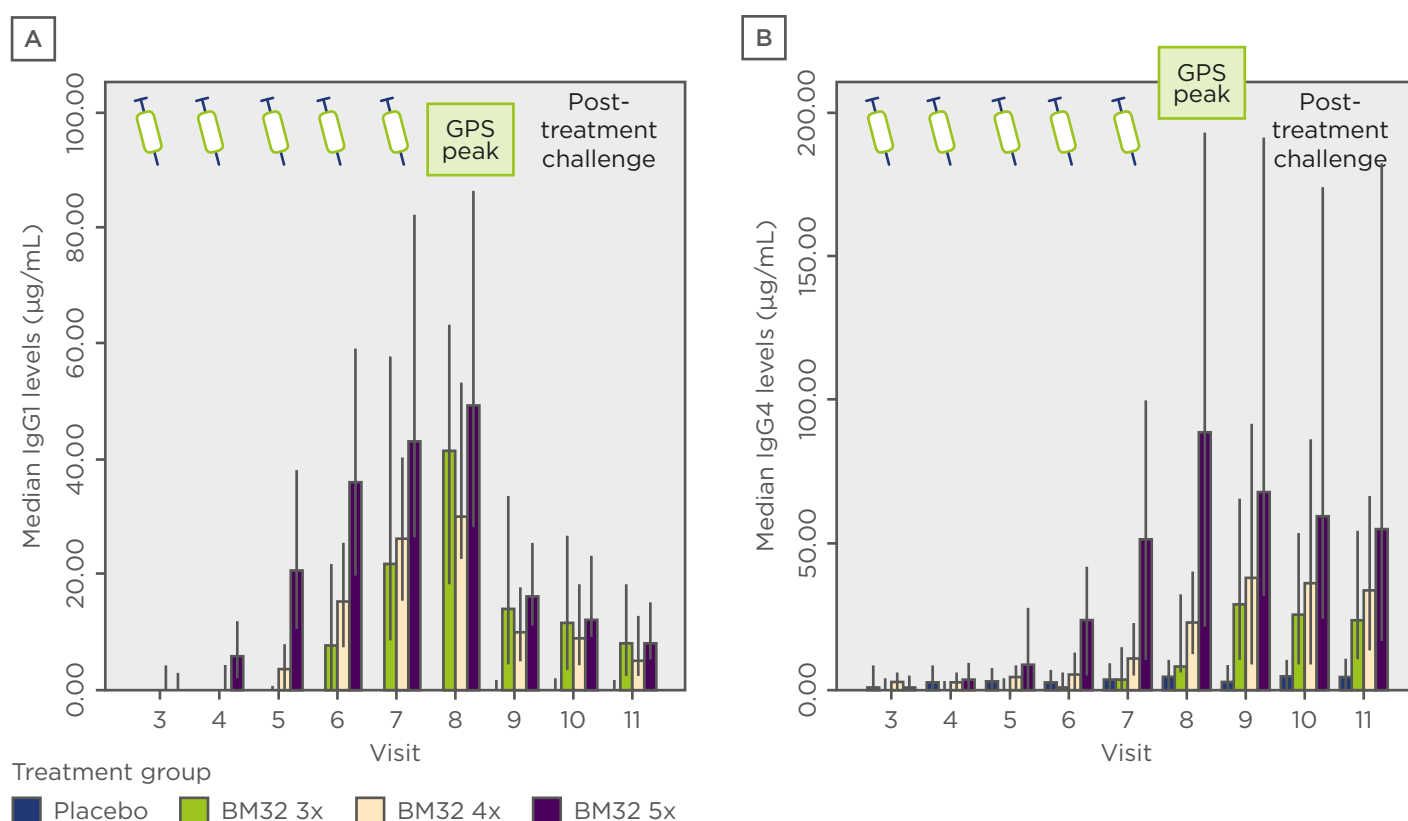 A
100.00
80.00
60.00
40.00
20.00
0.00
Median IgG1 levels (µg/mL)
GPS
peak
Post-
treatment
challenge
3 4 5 6 7 8 9 10 11
Visit
B
200.00
150.00
100.00
50.00
0.00
Median IgG4 levels (µg/mL)
GPS
peak
Post-
treatment
challenge
3 4 5 6 7 8 9 10 11
Visit
Treatment group
Placebo BM32 3x BM32 4x BM32 5x